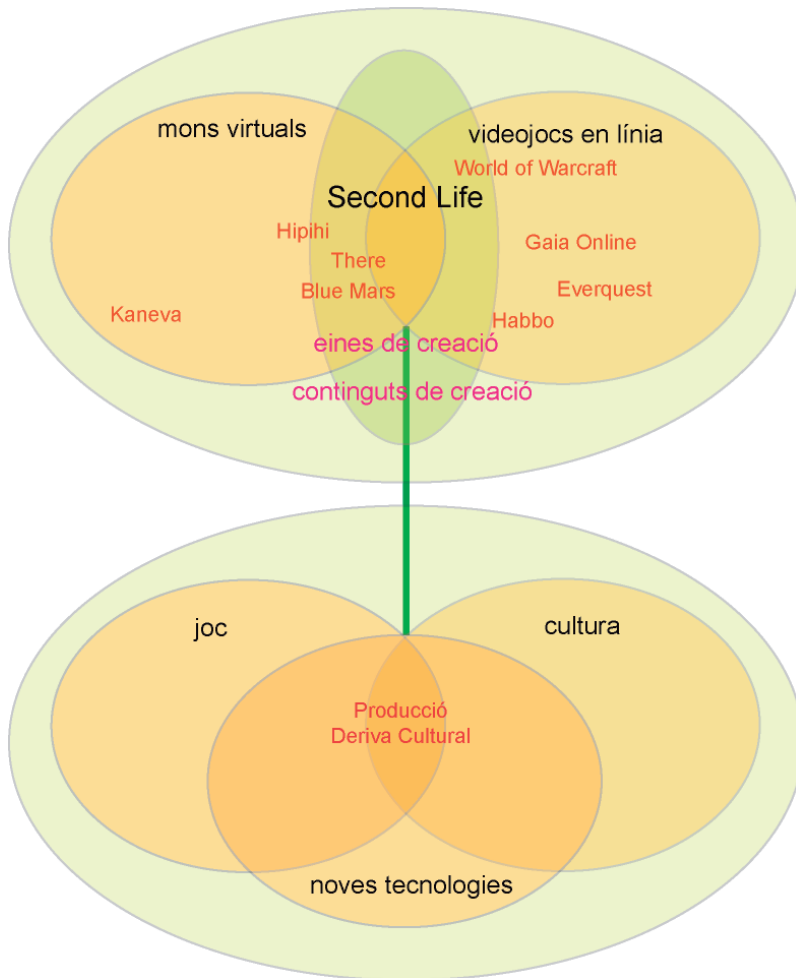 mons virtuals
videojocs en línia
World of Warcraft
Second Life
Hipihi
Gaia Online
There
Blue Mars
Everquest
Kaneva
Habbo
eines de creació
continguts de creació
joc
cultura
Producció
Deriva Cultural
noves tecnologies